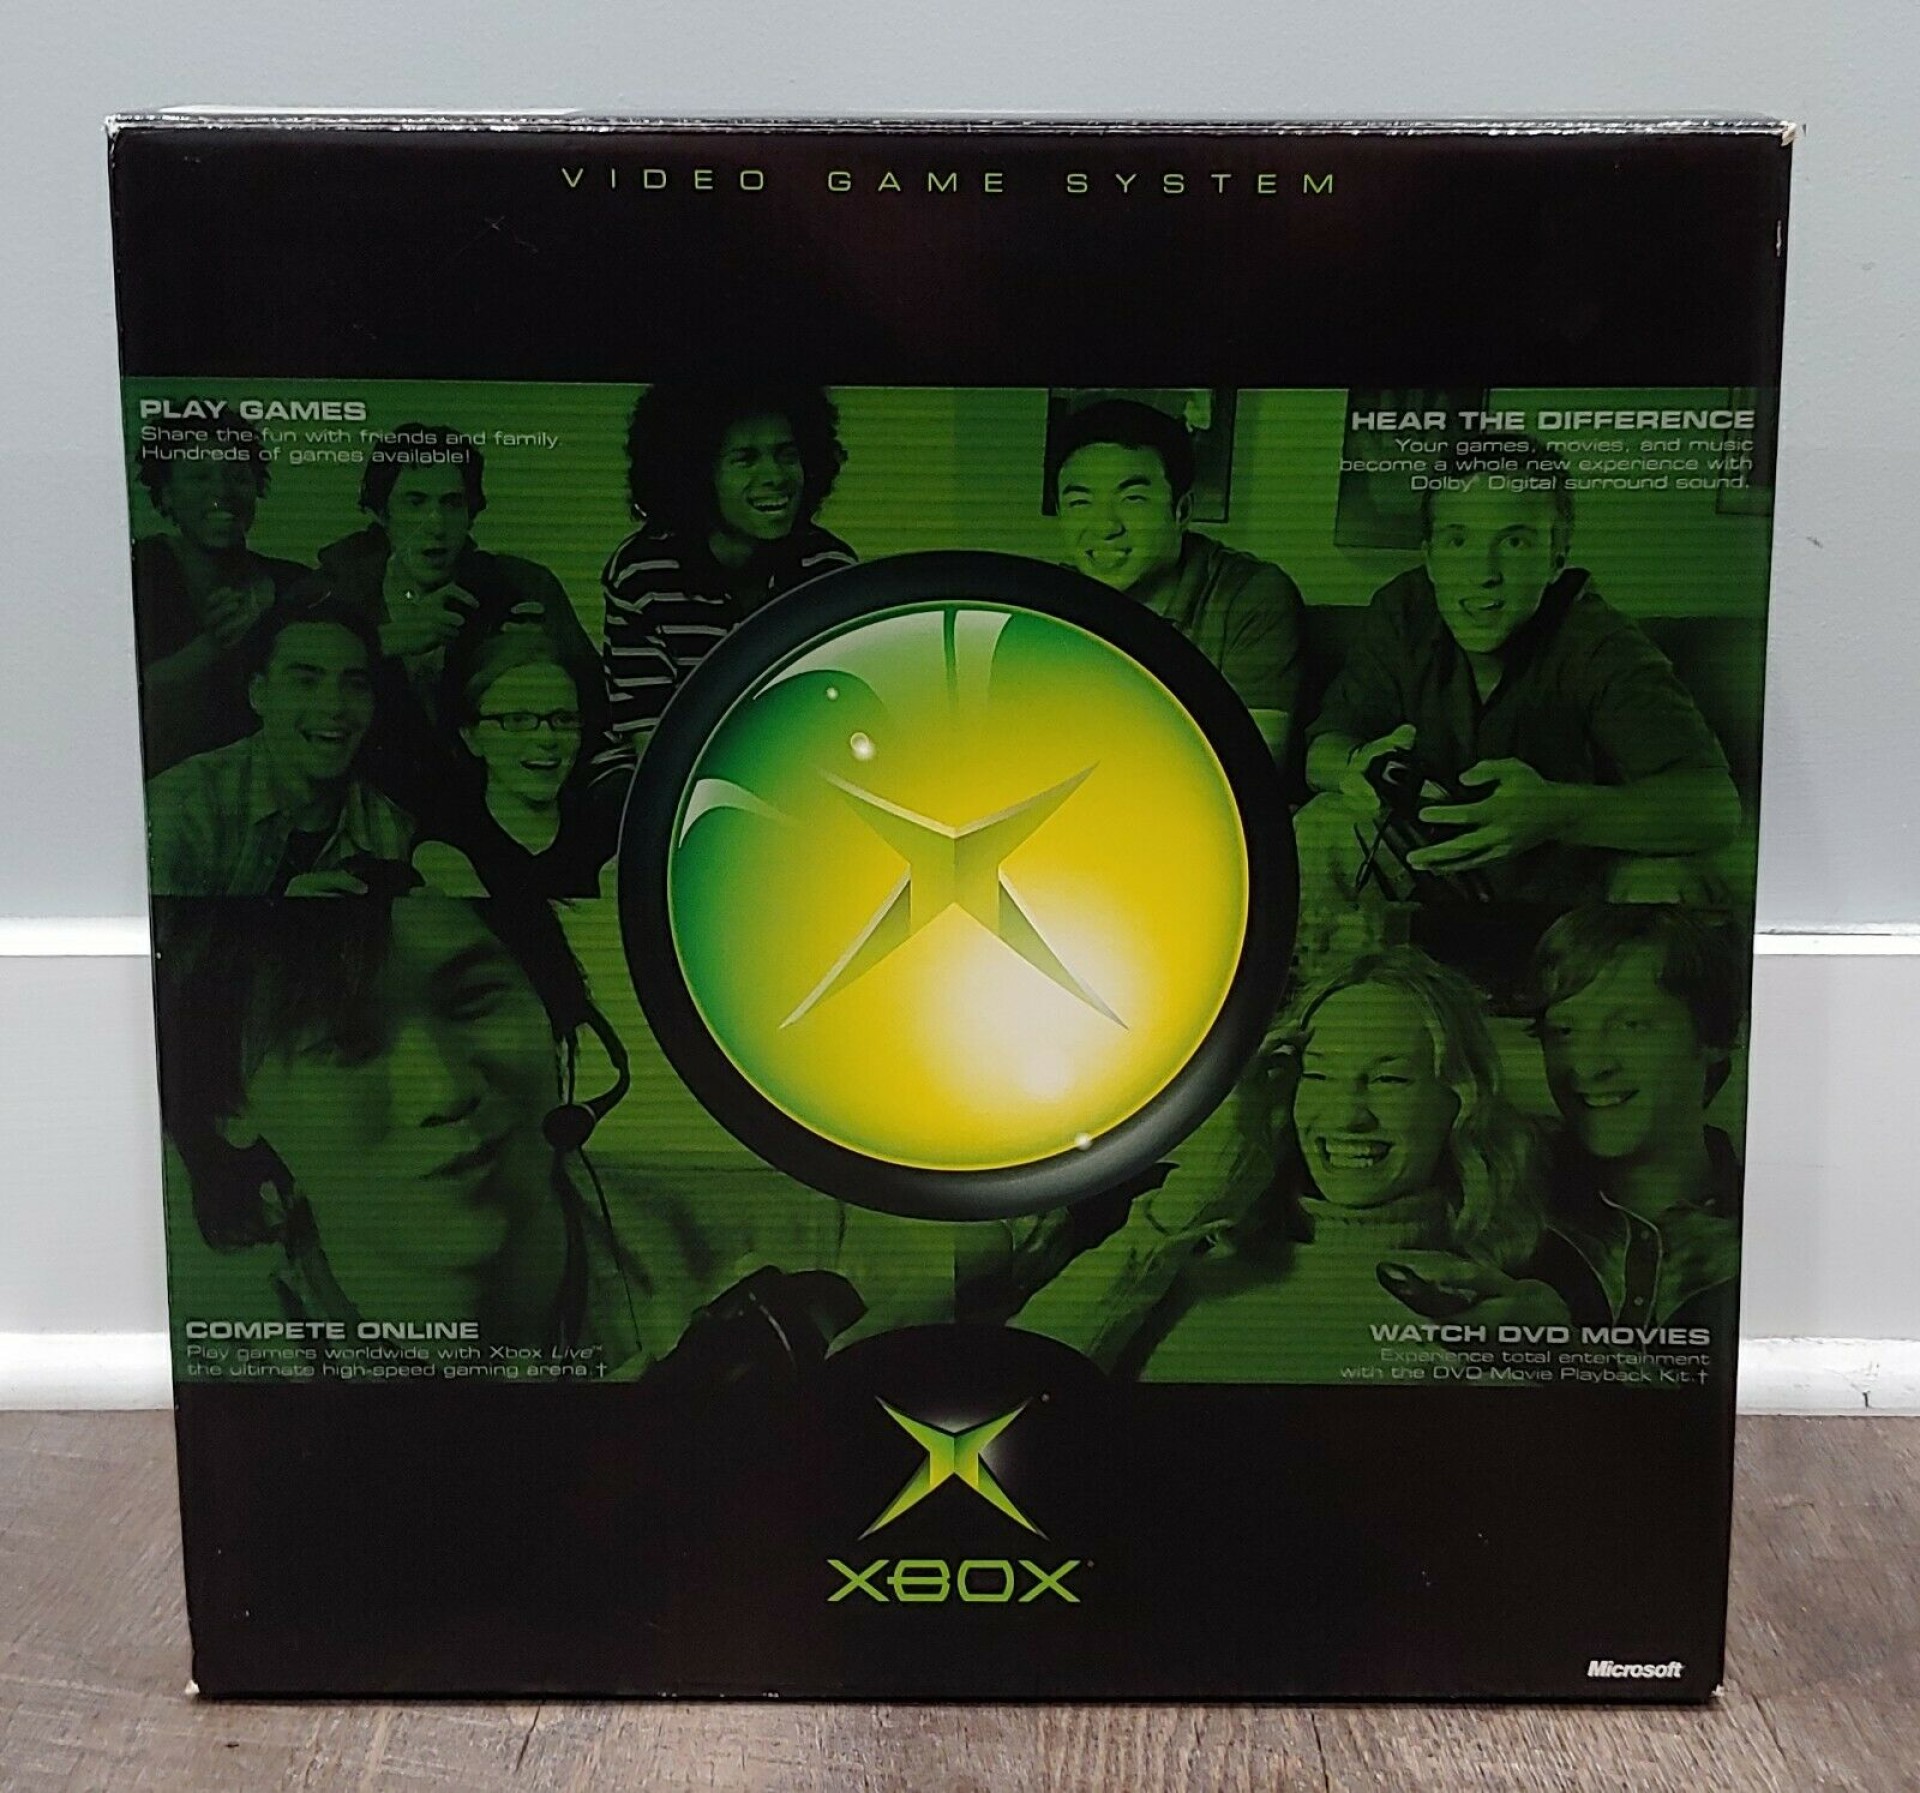 VIDEO GAME SYSTEM
PLAY GAMES
Share the fun with friends and family.
Hundreds of games available!
HEAR THE DIFFERENCE
Your games, movies, and music
become a whole new experience with
Dolby® Digital surround sound.
COMPETE ONLINE
Play gamers worldwide with Xbox Live™
the ultimate high-speed gaming arena.†
WATCH DVD MOVIES
Experience total entertainment
with the DVD Movie Playback Kit.†
XBOX
Microsoft